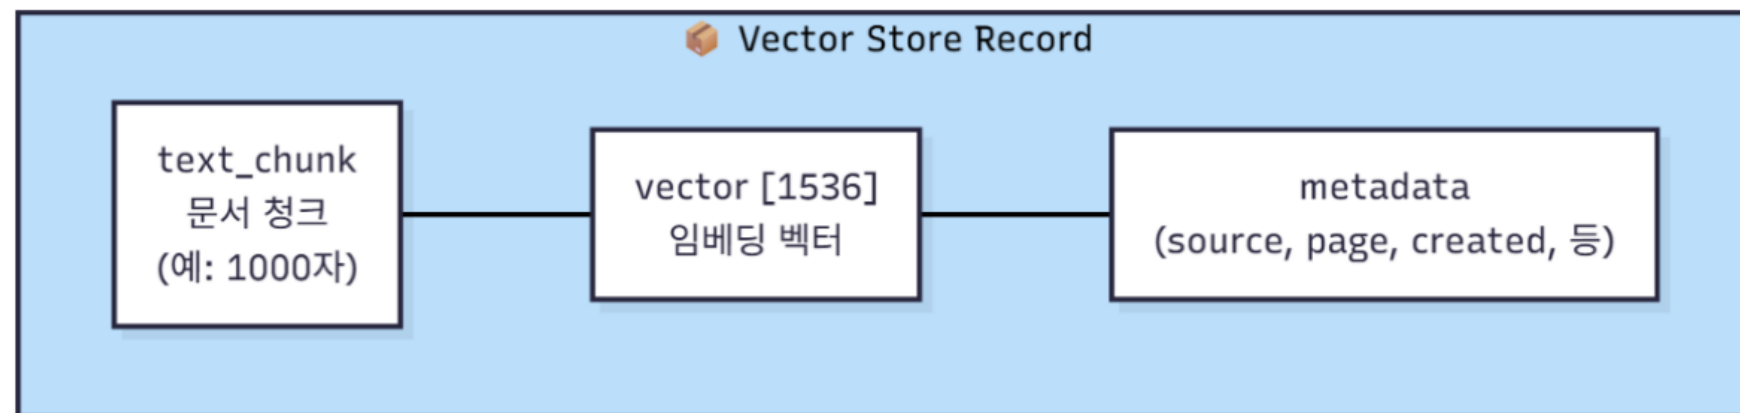 📦 Vector Store Record
text_chunk
문서 청크
(예: 1000자)
vector [1536]
임베딩 벡터
metadata
(source, page, created, 등)